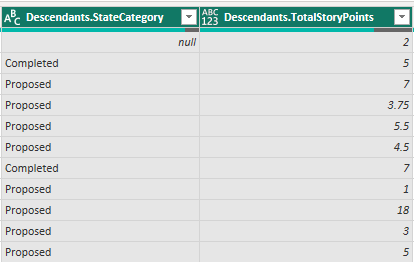 ABC Descendants.StateCategory ABC 123 Descendants.TotalStoryPoints
null 2
Completed 5
Proposed 7
Proposed 3.75
Proposed 5.5
Proposed 4.5
Completed 7
Proposed 1
Proposed 18
Proposed 3
Proposed 5